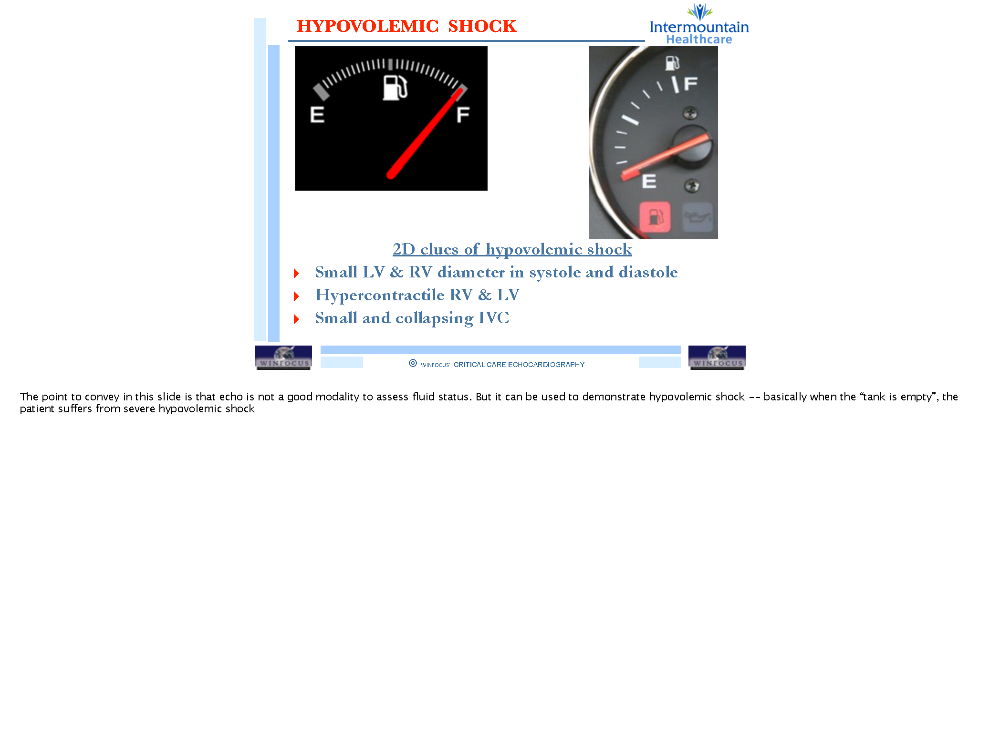 HYPOVOLEMIC SHOCK
Intermountain
Healthcare
E
F
F
E
2D clues of hypovolemic shock
Small LV & RV diameter in systole and diastole
Hypercontractile RV & LV
Small and collapsing IVC
WINFOCUS
© WINFOCUS' CRITICAL CARE ECHOCARDIOGRAPHY
WINFOCUS
The point to convey in this slide is that echo is not a good modality to assess fluid status. But it can be used to demonstrate hypovolemic shock -- basically when the “tank is empty”, the
patient suffers from severe hypovolemic shock